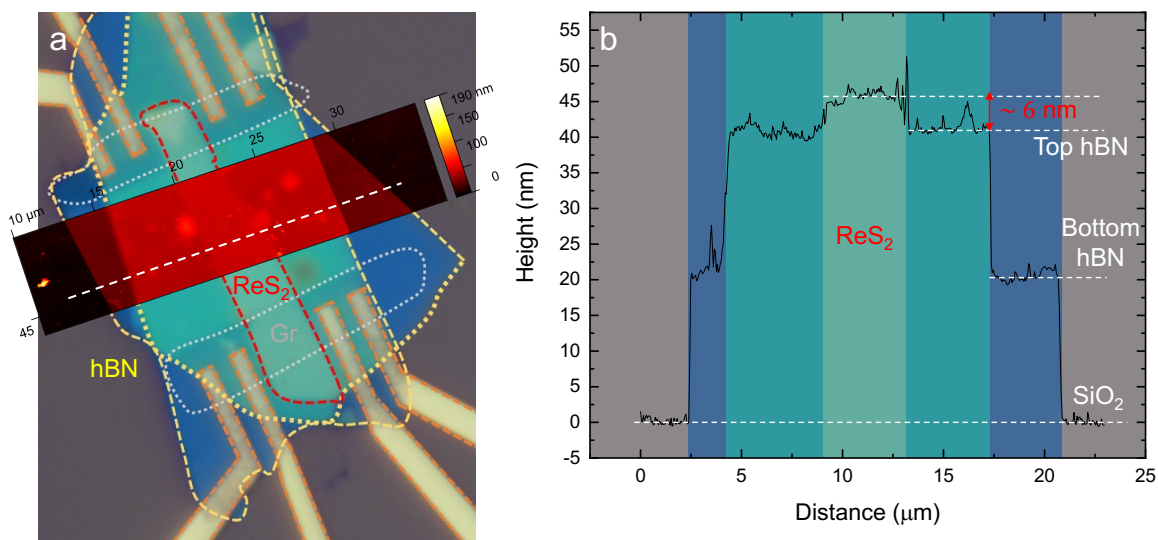 a
10 µm
15
20
25
30
45
190 nm
150
100
0
ReS₂
Gr
hBN
b
Height (nm)
55
50
45
40
35
30
25
20
15
10
5
0
-5
~ 6 nm
Top hBN
ReS₂
Bottom
hBN
SiO₂
0
5
10
15
20
25
Distance (µm)